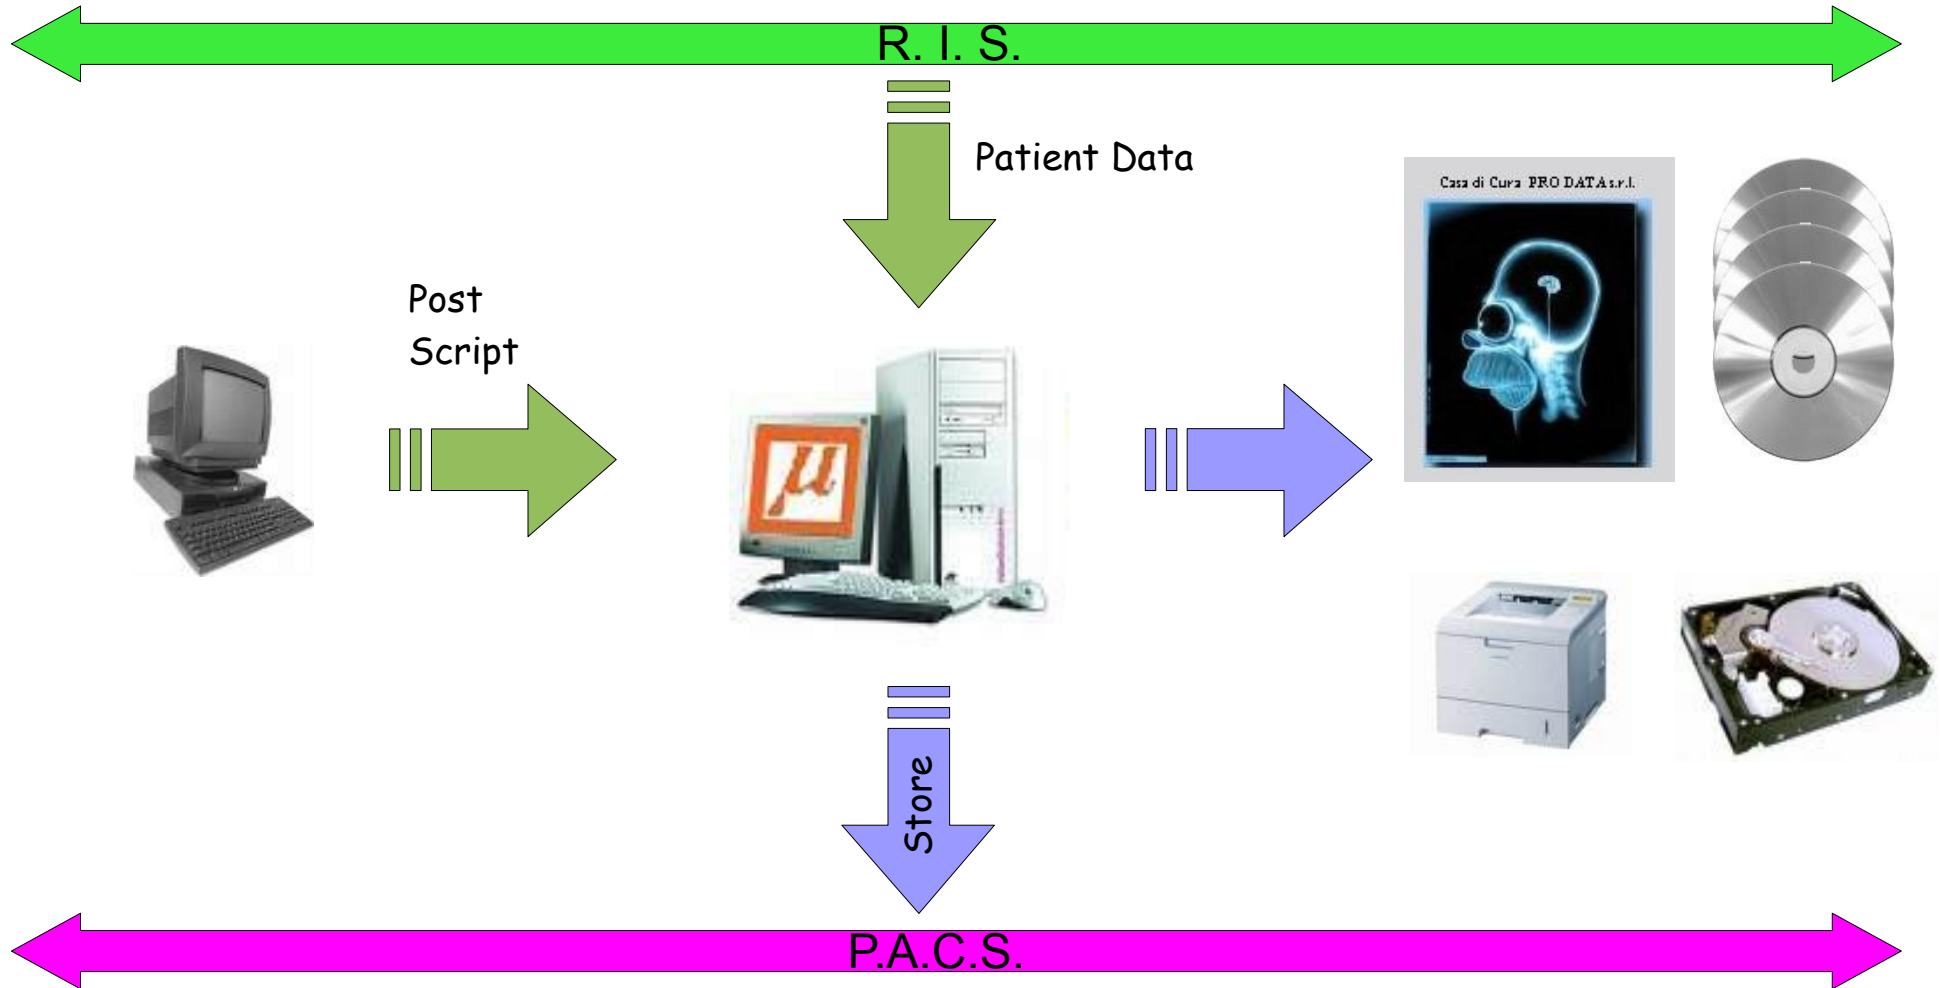 R. I. S.
Patient Data
Casa di Cura PRO DATA s.r.l.
Post
Script
µ
Store
P.A.C.S.